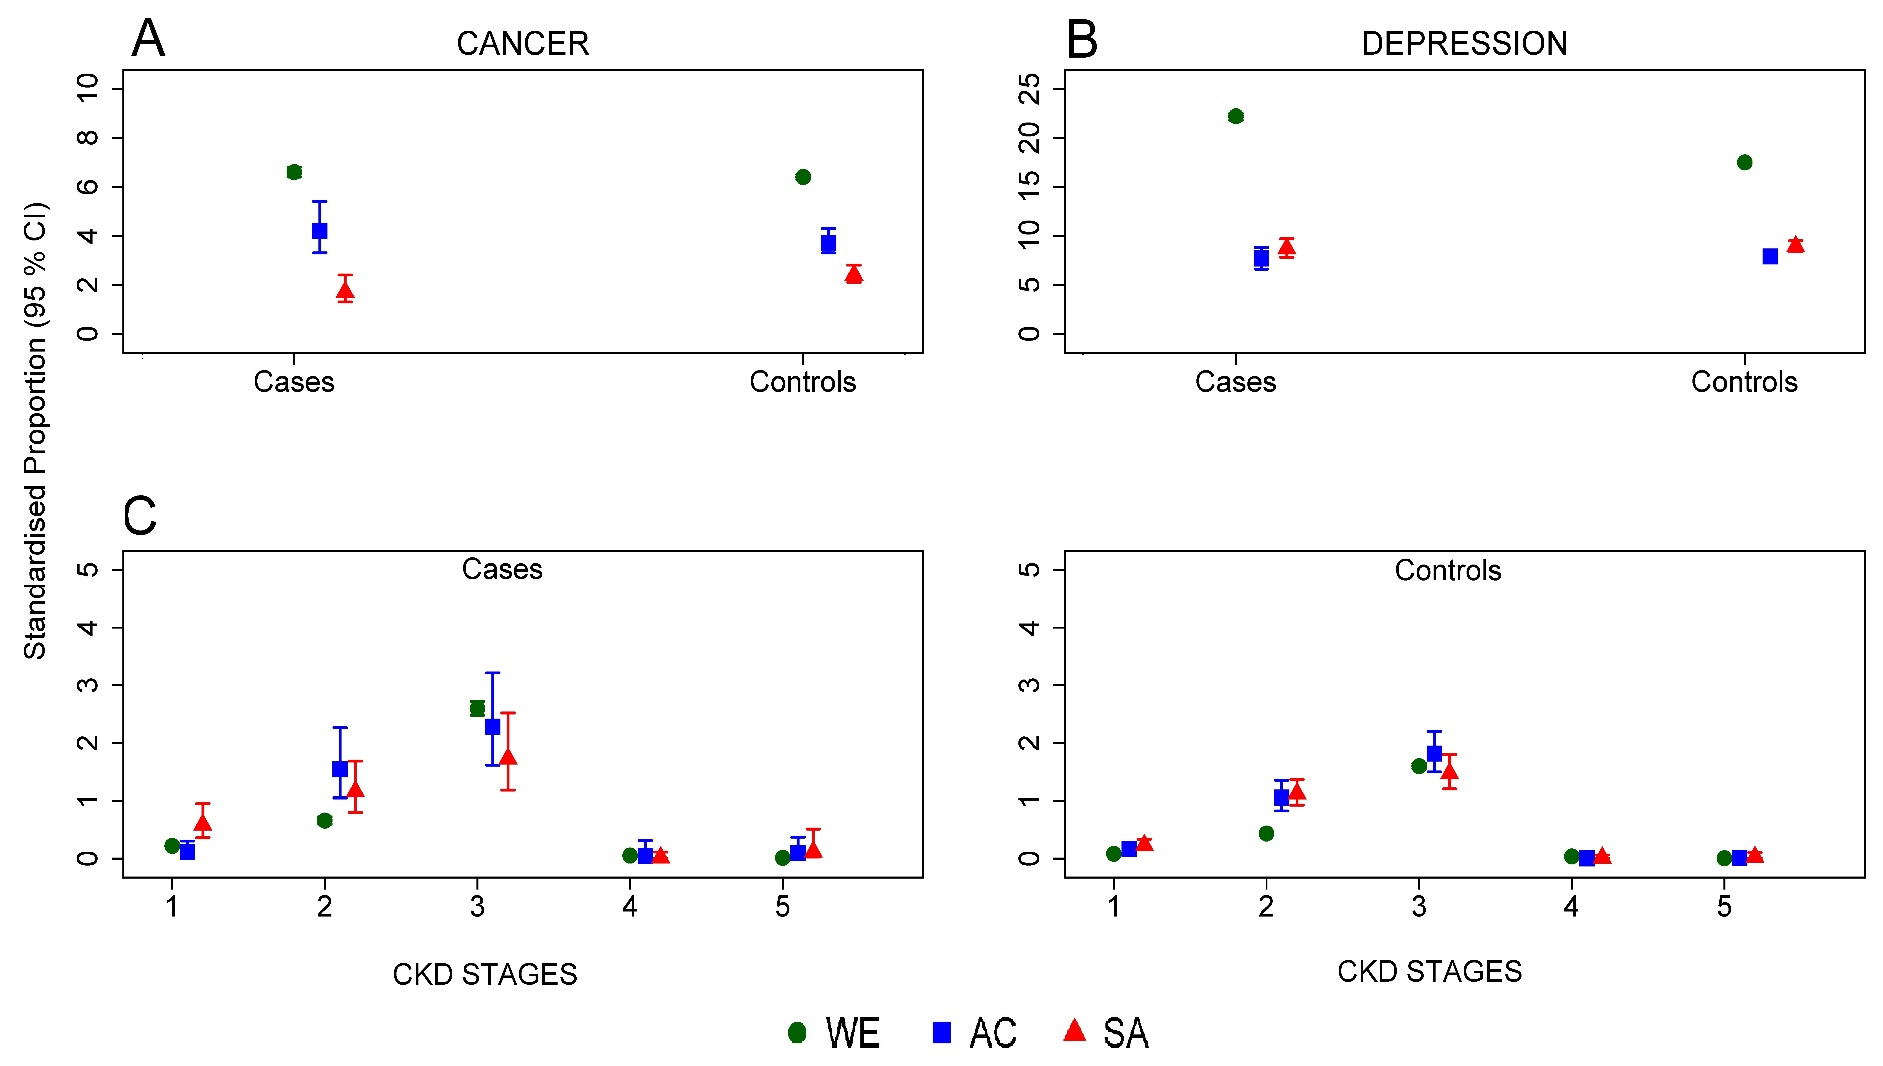 A
CANCER
B
DEPRESSION
Standardised Proportion (95 % CI)
10
8
6
4
2
0
Cases
Controls
25
20
15
10
5
0
Cases
Controls
C
Cases
5
4
3
2
1
0
1 2 3 4 5
CKD STAGES
Controls
5
4
3
2
1
0
1 2 3 4 5
CKD STAGES
WE AC SA